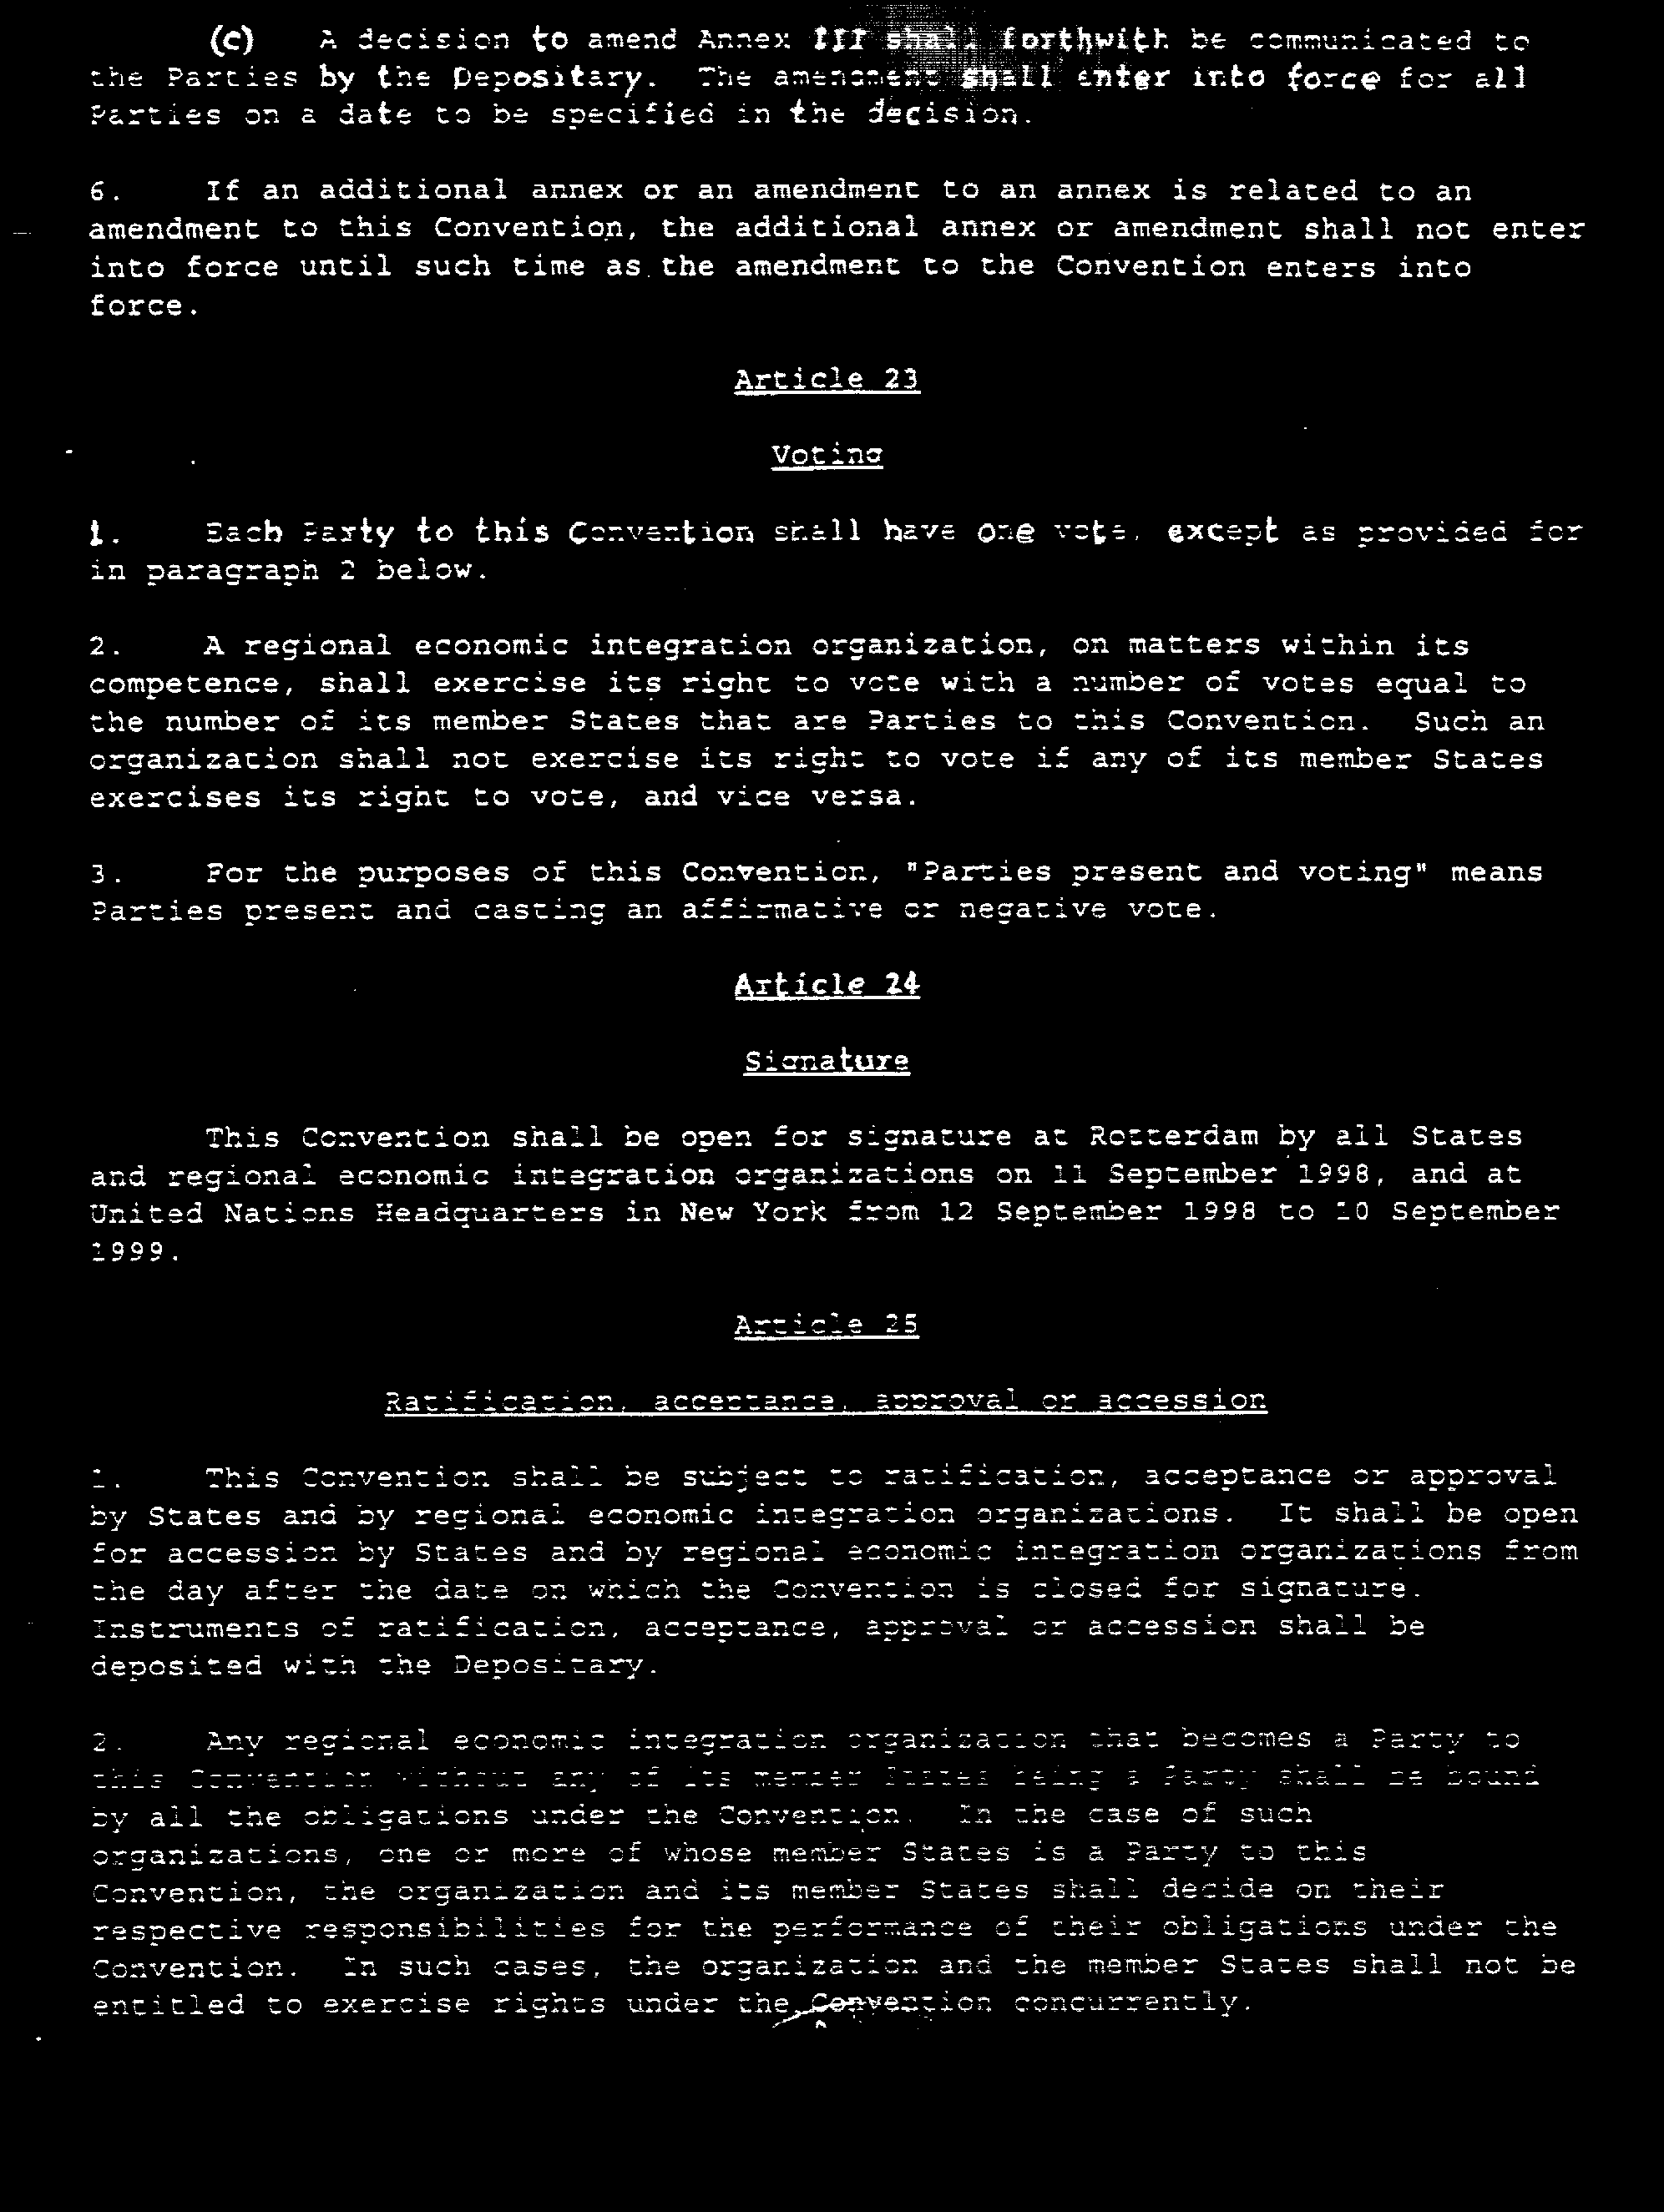 (c) A decision to amend Annex III shall forthwith be communicated to
the Parties by the Depositary. The amendment shall enter into force for all
Parties on a date to be specified in the decision.
6. If an additional annex or an amendment to an annex is related to an
amendment to this Convention, the additional annex or amendment shall not enter
into force until such time as the amendment to the Convention enters into
force.
Article 23
Voting
1. Each Party to this Convention shall have one vote, except as provided for
in paragraph 2 below.
2. A regional economic integration organization, on matters within its
competence, shall exercise its right to vote with a number of votes equal to
the number of its member States that are Parties to this Convention. Such an
organization shall not exercise its right to vote if any of its member States
exercises its right to vote, and vice versa.
3. For the purposes of this Convention, "Parties present and voting" means
Parties present and casting an affirmative or negative vote.
Article 24
Signature
This Convention shall be open for signature at Rotterdam by all States
and regional economic integration organizations on 11 September 1998, and at
United Nations Headquarters in New York from 12 September 1998 to 10 September
1999.
Article 25
Ratification, acceptance, approval or accession
1. This Convention shall be subject to ratification, acceptance or approval
by States and by regional economic integration organizations. It shall be open
for accession by States and by regional economic integration organizations from
the day after the date on which the Convention is closed for signature.
Instruments of ratification, acceptance, approval or accession shall be
deposited with the Depositary.
2. Any regional economic integration organization that becomes a Party to
this Convention without any of its member States being a Party shall be bound
by all the obligations under the Convention. In the case of such
organizations, one or more of whose member States is a Party to this
Convention, the organization and its member States shall decide on their
respective responsibilities for the performance of their obligations under the
Convention. In such cases, the organization and the member States shall not be
entitled to exercise rights under the Convention concurrently.